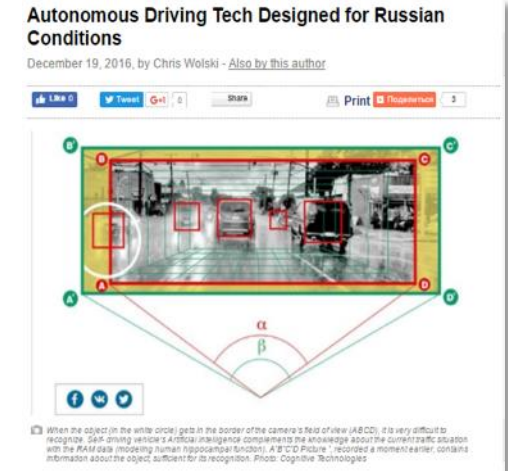 Autonomous Driving Tech Designed for Russian
Conditions
December 19, 2016, by Chris Wolski - Also by this author
Like 0 Tweet G+1 0 Share Print Поделиться 3
B' C'
B C
A D
A' D'
α
β
When the object (in the white circle) gets in the border of the camera's field of view (ABCD), it is very difficult to
recognize. Self- driving vehicle's Artificial Intelligence complements the knowledge about the current traffic situation
with the RAM data (modeling human hippocampal function). A'B'C'D Picture ', recorded a moment earlier, contains
information about the object, sufficient for its recognition. Photo: Cognitive Technologies